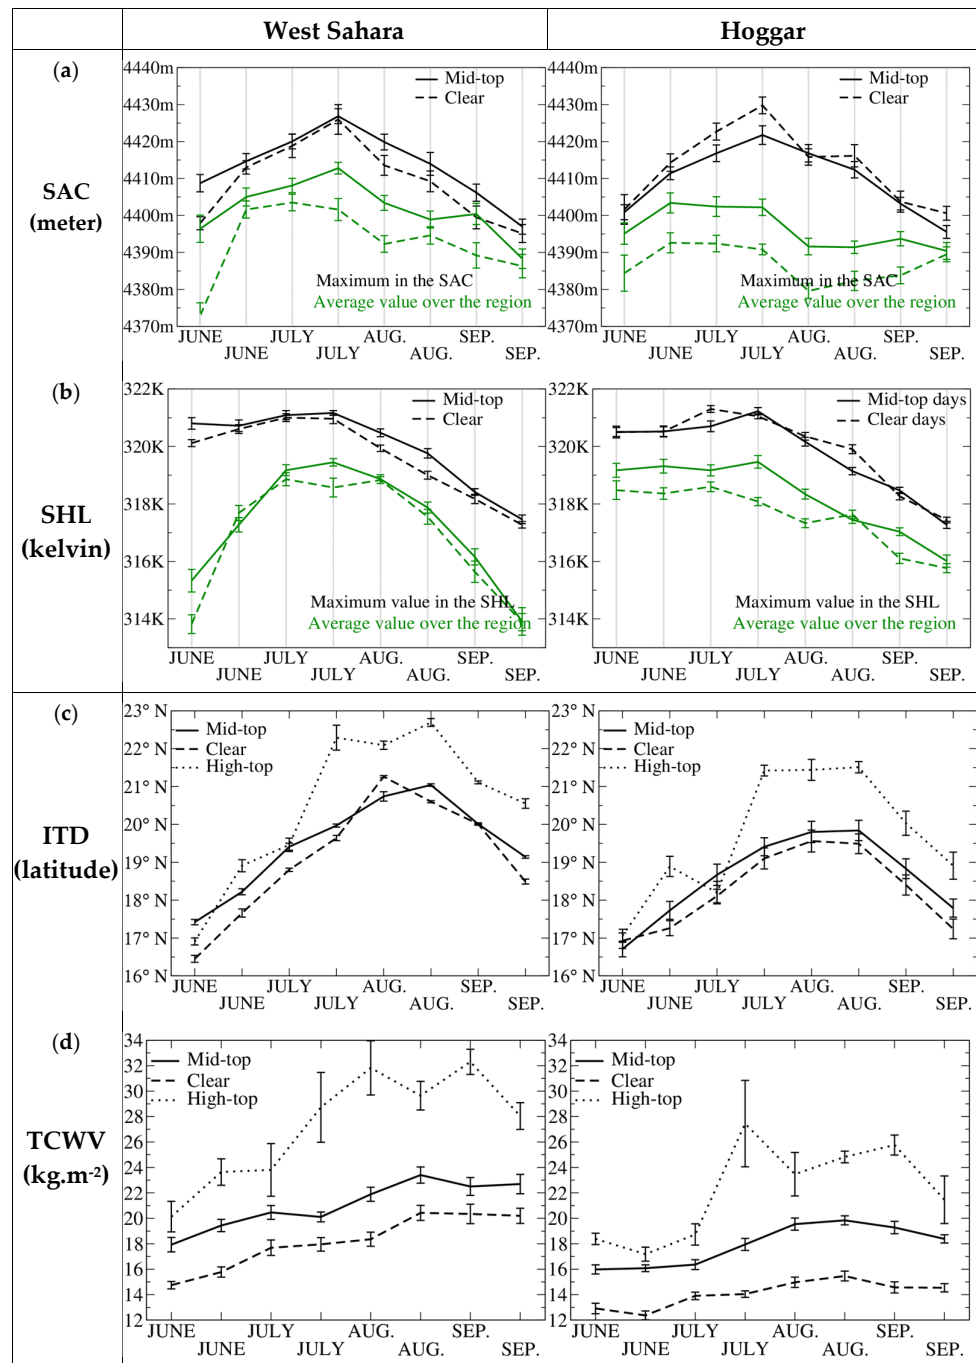 West Sahara Hoggar
(a)
SAC
(meter)
4440m
4430m
4420m
4410m
4400m
4390m
4380m
4370m
Mid-top
Clear
Maximum in the SAC
Average value over the region
JUNE JULY AUG. SEP.
JUNE JULY AUG. SEP.
4440m
4430m
4420m
4410m
4400m
4390m
4380m
4370m
Mid-top
Clear
Maximum in the SAC
Average value over the region
JUNE JULY AUG. SEP.
JUNE JULY AUG. SEP.
(b)
SHL
(kelvin)
322K
320K
318K
316K
314K
Mid-top
Clear
Maximum value in the SHL
Average value over the region
JUNE JULY AUG. SEP.
JUNE JULY AUG. SEP.
322K
320K
318K
316K
314K
Mid-top days
Clear days
Maximum value in the SHL
Average value over the region
JUNE JULY AUG. SEP.
JUNE JULY AUG. SEP.
(c)
ITD
(latitude)
23° N
22° N
21° N
20° N
19° N
18° N
17° N
16° N
Mid-top
Clear
High-top
JUNE JULY AUG. SEP.
JUNE JULY AUG. SEP.
23° N
22° N
21° N
20° N
19° N
18° N
17° N
16° N
Mid-top
Clear
High-top
JUNE JULY AUG. SEP.
JUNE JULY AUG. SEP.
(d)
TCWV
(kg.m-2)
34
32
30
28
26
24
22
20
18
16
14
12
Mid-top
Clear
High-top
JUNE JULY AUG. SEP.
JUNE JULY AUG. SEP.
34
32
30
28
26
24
22
20
18
16
14
12
Mid-top
Clear
High-top
JUNE JULY AUG. SEP.
JUNE JULY AUG. SEP.